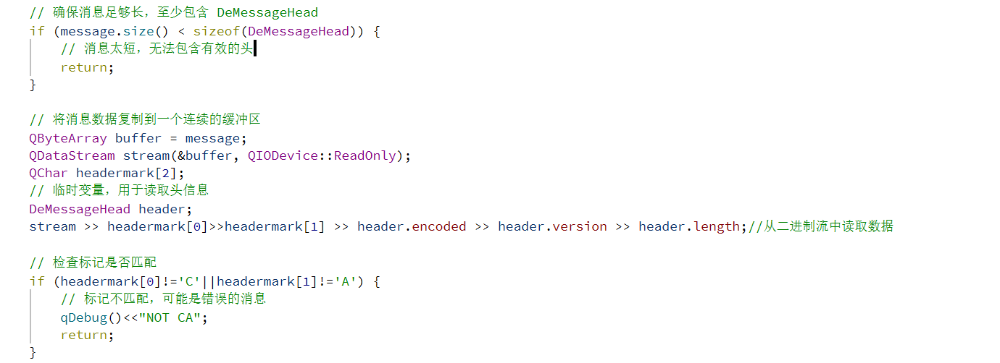 // 确保消息足够长，至少包含 DeMessageHead
if (message.size() < sizeof(DeMessageHead)) {
    // 消息太短，无法包含有效的头
    return;
}

// 将消息数据复制到一个连续的缓冲区
QByteArray buffer = message;
QDataStream stream(&buffer, QIODevice::ReadOnly);
QChar headermark[2];
// 临时变量，用于读取头信息
DeMessageHead header;
stream >> headermark[0]>>headermark[1] >> header.encoded >> header.version >> header.length;//从二进制流中读取数据

// 检查标记是否匹配
if (headermark[0]!='C'||headermark[1]!='A') {
    // 标记不匹配，可能是错误的消息
    qDebug()<<"NOT CA";
    return;
}